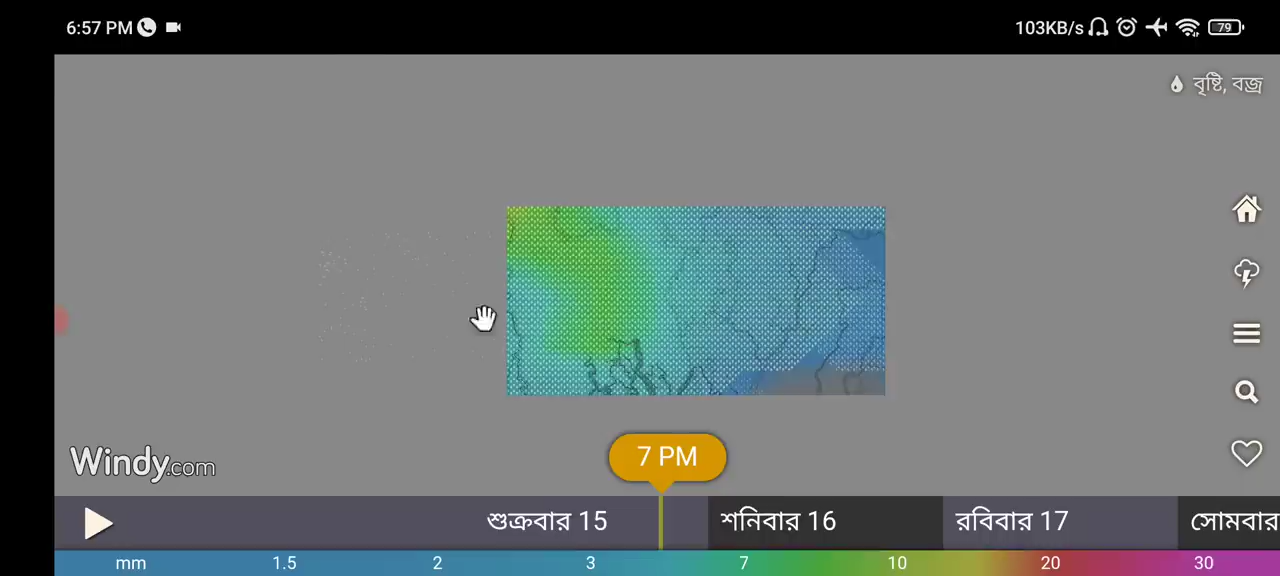 6:57 PM 103KB/s 79
বৃষ্টি, বজ্র
Windy.com
7 PM
শুক্রবার 15 শনিবার 16 রবিবার 17 সোমবার
mm 1.5 2 3 7 10 20 30